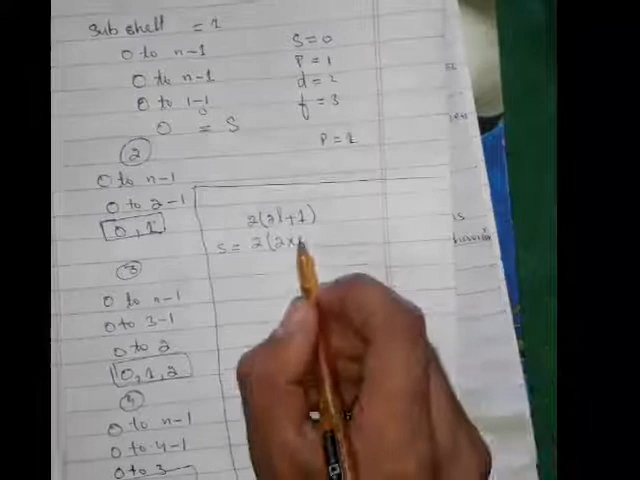 Sub shell = 1
0 to n-1
0 to n-1
0 to 1-1
0
0 = S
S = 0
P = 1
d = 2
f = 3
P = 1
2
0 to n-1
0 to 2-1
0, 1
2(2l+1)
S = 2(2x
3
0 to n-1
0 to 3-1
0 to 2
0, 1, 2
4
0 to n-1
0 to 4-1
0 to 3